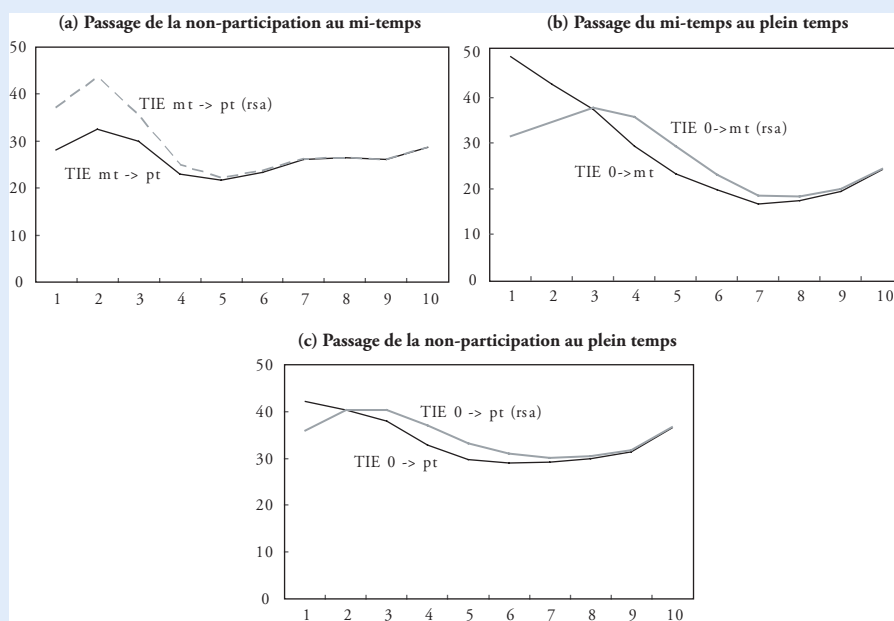 (a) Passage de la non-participation au mi-temps
50
40
30
20
10
0
TIE mt -> pt (rsa)
TIE mt -> pt
1 2 3 4 5 6 7 8 9 10
(b) Passage du mi-temps au plein temps
50
40
30
20
10
0
TIE 0->mt (rsa)
TIE 0->mt
1 2 3 4 5 6 7 8 9 10
(c) Passage de la non-participation au plein temps
50
40
30
20
10
0
TIE 0 -> pt (rsa)
TIE 0 -> pt
1 2 3 4 5 6 7 8 9 10